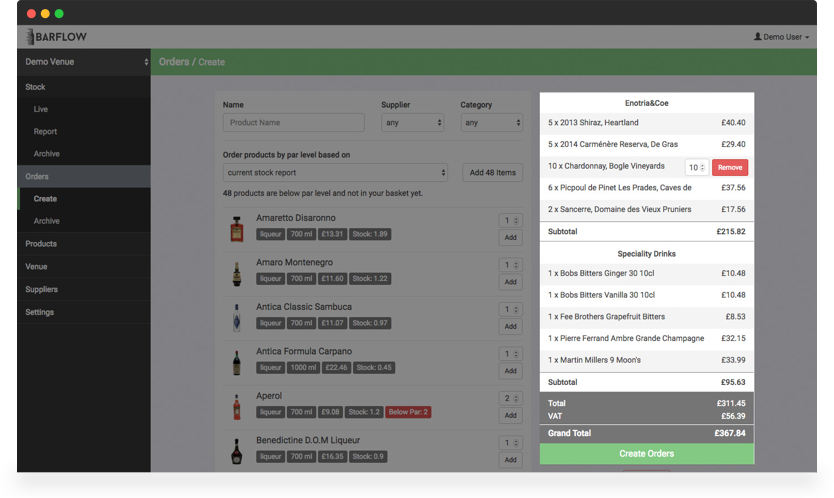 BARFLOW
Demo User
Demo Venue
Orders / Create
Stock
Live
Report
Archive
Orders
Create
Archive
Products
Venue
Suppliers
Settings
Name
Supplier
Category
Product Name
any
any
Order products by par level based on
current stock report
Add 48 Items
48 products are below par level and not in your basket yet.
Amaretto Disaronno
liqueur 700 ml £13.31 Stock: 1.89
1
Add
Amaro Montenegro
liqueur 700 ml £11.60 Stock: 1.22
1
Add
Antica Classic Sambuca
liqueur 700 ml £11.07 Stock: 0.97
1
Add
Antica Formula Carpano
liqueur 1000 ml £22.46 Stock: 0.45
1
Add
Aperol
liqueur 700 ml £9.08 Stock: 1.2 Below Par: 2
2
Add
Benedictine D.O.M Liqueur
liqueur 700 ml £16.35 Stock: 0.9
1
Add
Enotria&Coe
5 x 2013 Shiraz, Heartland £40.40
5 x 2014 Carménère Reserva, De Gras £29.40
10 x Chardonnay, Bogle Vineyards 10 Remove
6 x Picpoul de Pinet Les Prades, Caves de £37.56
2 x Sancerre, Domaine des Vieux Pruniers £17.56
Subtotal £215.82
Speciality Drinks
1 x Bobs Bitters Ginger 30 10cl £10.48
1 x Bobs Bitters Vanilla 30 10cl £10.48
1 x Fee Brothers Grapefruit Bitters £8.53
1 x Pierre Ferrand Ambre Grande Champagne £32.15
1 x Martin Millers 9 Moon's £33.99
Subtotal £95.63
Total £311.45
VAT £56.39
Grand Total £367.84
Create Orders